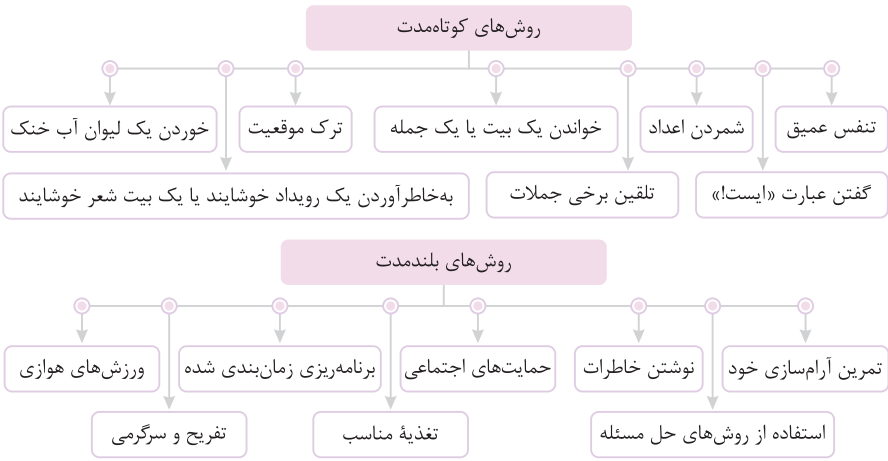 روش‌های کوتاه‌مدت
تنفس عمیق
شمردن اعداد
خواندن یک بیت یا یک جمله
ترک موقعیت
خوردن یک لیوان آب خنک
گفتن عبارت «ایست!»
تلقین برخی جملات
به‌خاطرآوردن یک رویداد خوشایند یا یک بیت شعر خوشایند
روش‌های بلندمدت
تمرین آرام‌سازی خود
نوشتن خاطرات
حمایت‌های اجتماعی
برنامه‌ریزی زمان‌بندی شده
ورزش‌های هوازی
استفاده از روش‌های حل مسئله
تغذیهٔ مناسب
تفریح و سرگرمی